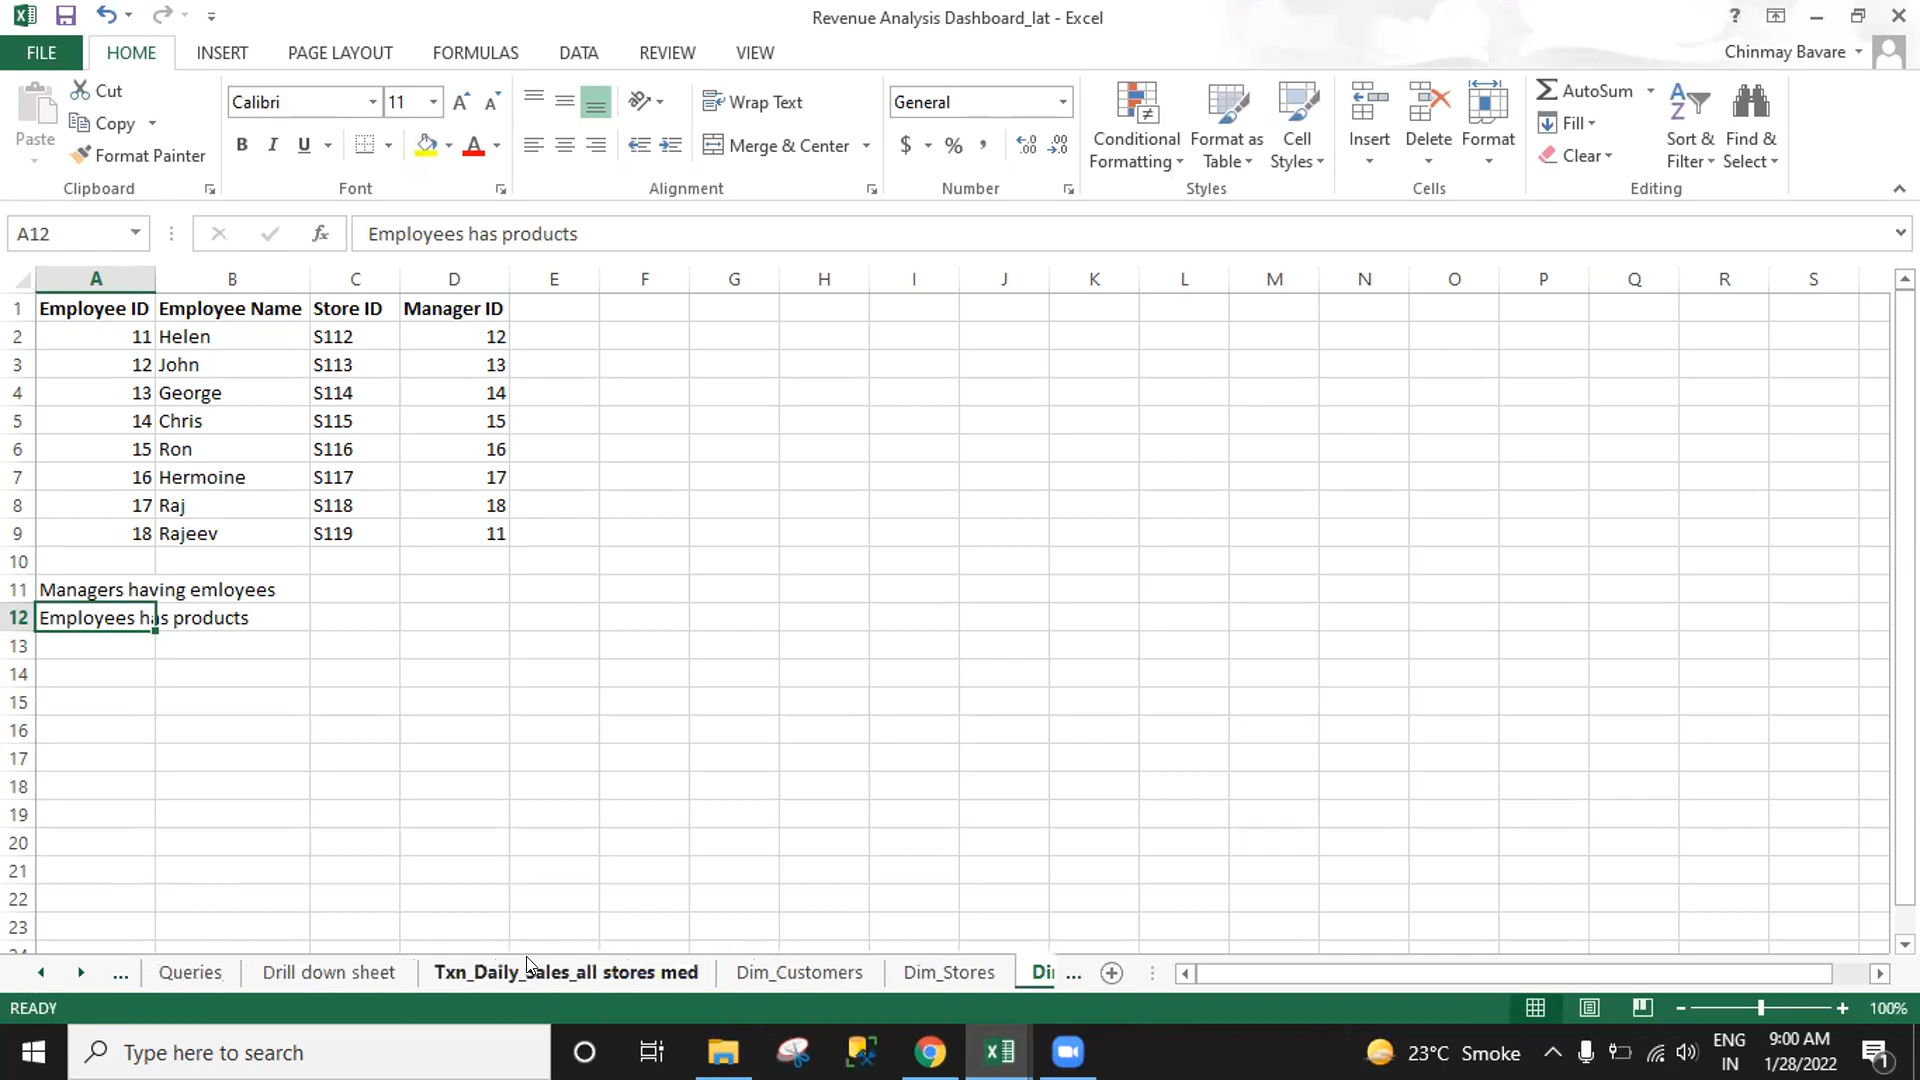 Revenue Analysis Dashboard_lat - Excel
?
FILE HOME INSERT PAGE LAYOUT FORMULAS DATA REVIEW VIEW Chinmay Bavare
Paste Cut Copy Format Painter
Calibri 11 A A
B I U A
Wrap Text
Merge & Center
General
$ % ,
Conditional Formatting
Format as Table
Cell Styles
Insert Delete Format
AutoSum Fill Clear
Sort & Filter
Find & Select
Clipboard Font Alignment Number Styles Cells Editing
A12 fx Employees has products
A B C D E F G H I J K L M N O P Q R S
1 Employee ID Employee Name Store ID Manager ID
2 11 Helen S112 12
3 12 John S113 13
4 13 George S114 14
5 14 Chris S115 15
6 15 Ron S116 16
7 16 Hermoine S117 17
8 17 Raj S118 18
9 18 Rajeev S119 11
10
11 Managers having emloyees
12 Employees has products
13
14
15
16
17
18
19
20
21
22
23
... Queries Drill down sheet Txn_Daily_Sales_all stores med Dim_Customers Dim_Stores Di ...
READY 100%
Type here to search 23°C Smoke ENG IN 9:00 AM 1/28/2022 1